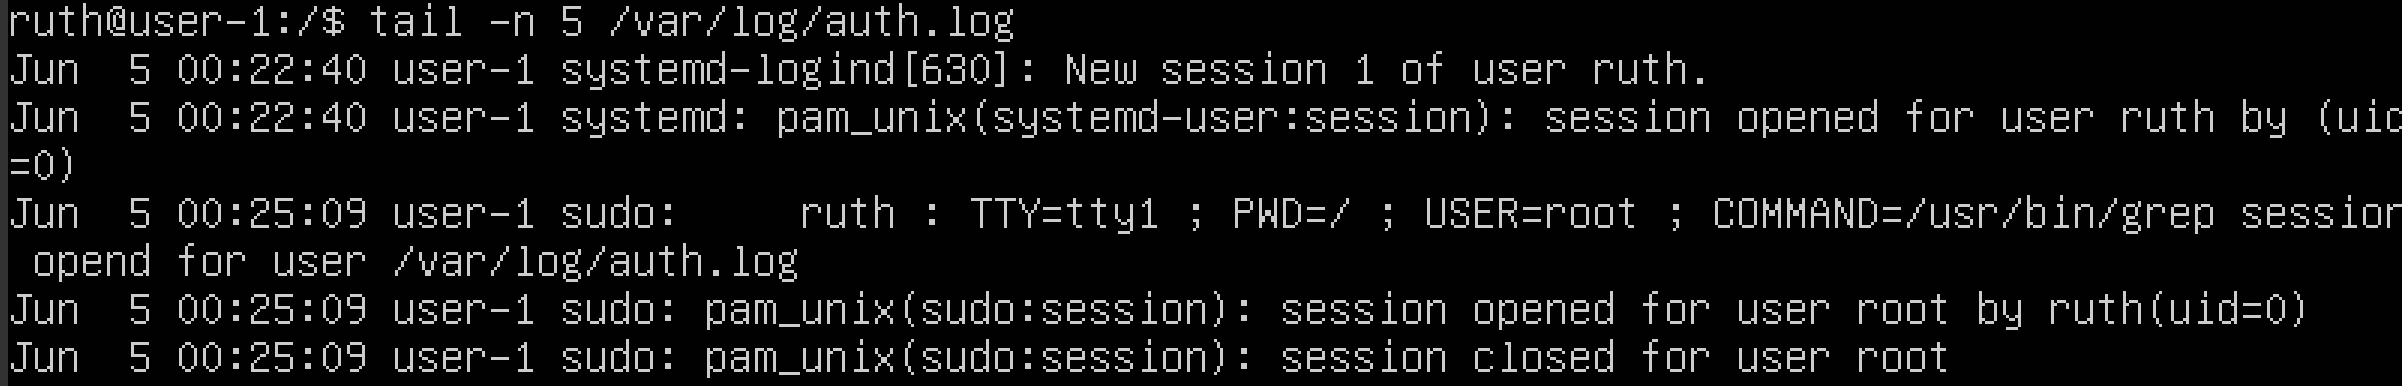 ruth@user-1:/$ tail -n 5 /var/log/auth.log
Jun  5 00:22:40 user-1 systemd-logind[630]: New session 1 of user ruth.
Jun  5 00:22:40 user-1 systemd: pam_unix(systemd-user:session): session opened for user ruth by (uid
=0)
Jun  5 00:25:09 user-1 sudo:     ruth : TTY=tty1 ; PWD=/ ; USER=root ; COMMAND=/usr/bin/grep session
 opend for user /var/log/auth.log
Jun  5 00:25:09 user-1 sudo: pam_unix(sudo:session): session opened for user root by ruth(uid=0)
Jun  5 00:25:09 user-1 sudo: pam_unix(sudo:session): session closed for user root